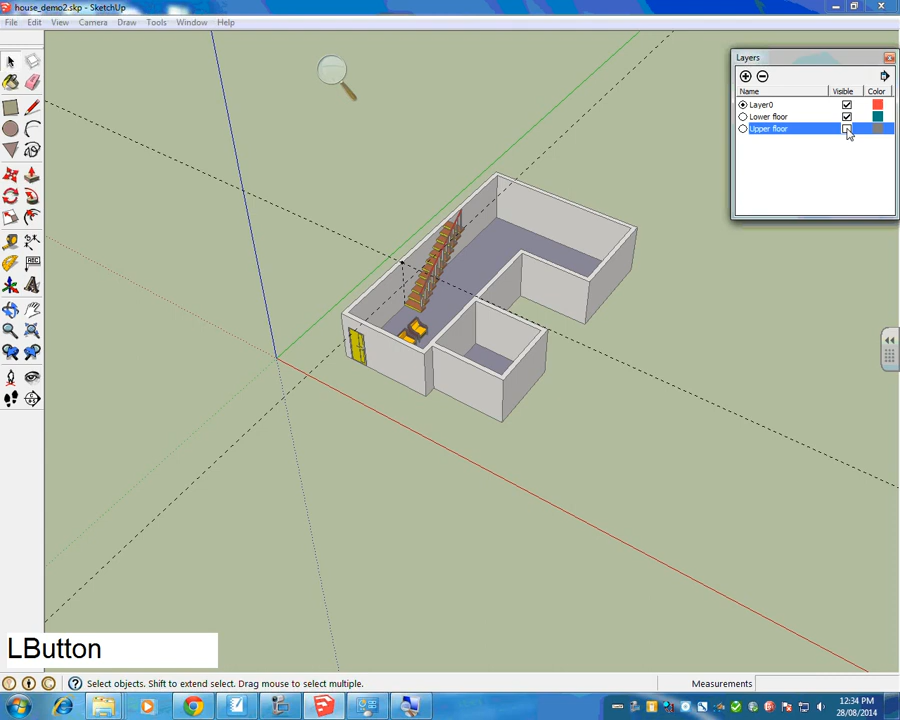 house_demo2.skp - SketchUp
File Edit View Camera Draw Tools Window Help
Layers
Name Visible Color
Layer0
Lower floor
Upper floor
ABC
LButton
Select objects. Shift to extend select. Drag mouse to select multiple.
Measurements
12:34 PM
28/08/2014